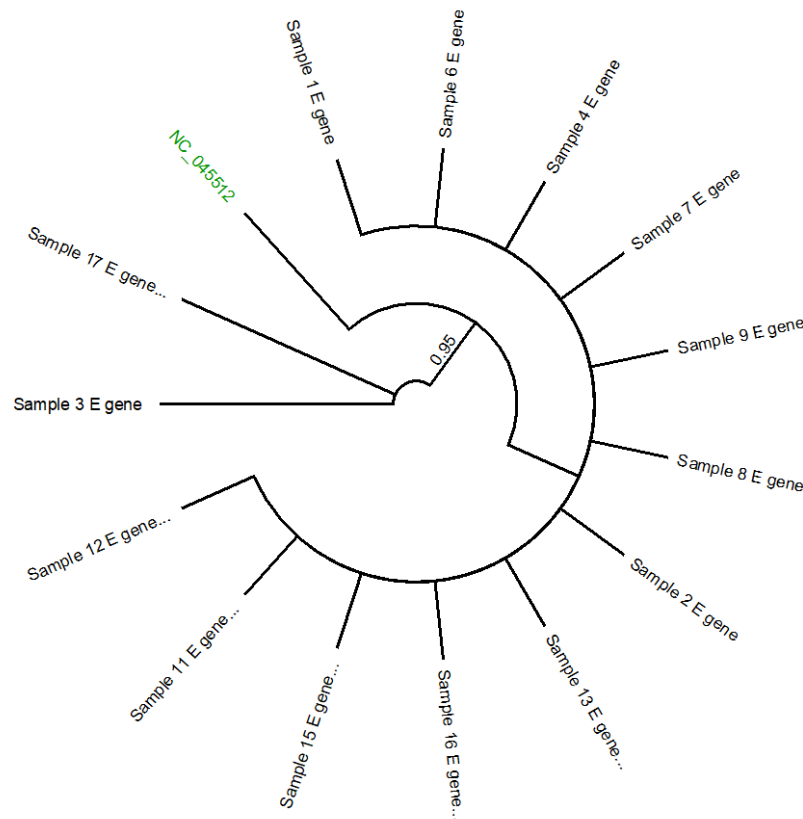 Sample 1 E gene
Sample 6 E gene
Sample 4 E gene
Sample 7 E gene
Sample 9 E gene
Sample 8 E gene
Sample 2 E gene
Sample 13 E gene...
Sample 16 E gene...
Sample 15 E gene...
Sample 11 E gene...
Sample 12 E gene...
Sample 3 E gene
Sample 17 E gene...
NC_045512
0.95